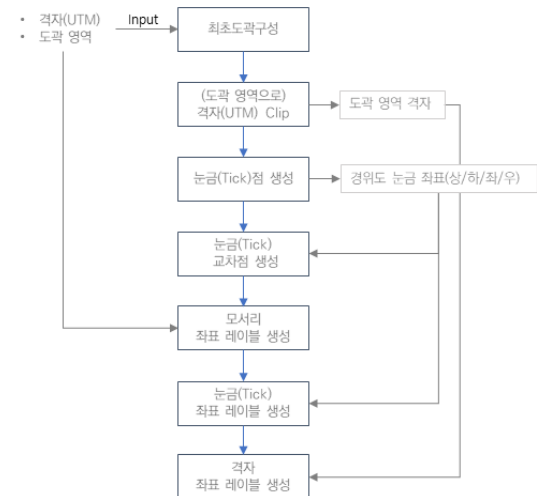 • 격자(UTM)
• 도곽 영역
Input
최초도곽구성
(도곽 영역으로)
격자(UTM) Clip
도곽 영역 격자
눈금(Tick)점 생성
경위도 눈금 좌표(상/하/좌/우)
눈금(Tick)
교차점 생성
모서리
좌표 레이블 생성
눈금(Tick)
좌표 레이블 생성
격자
좌표 레이블 생성